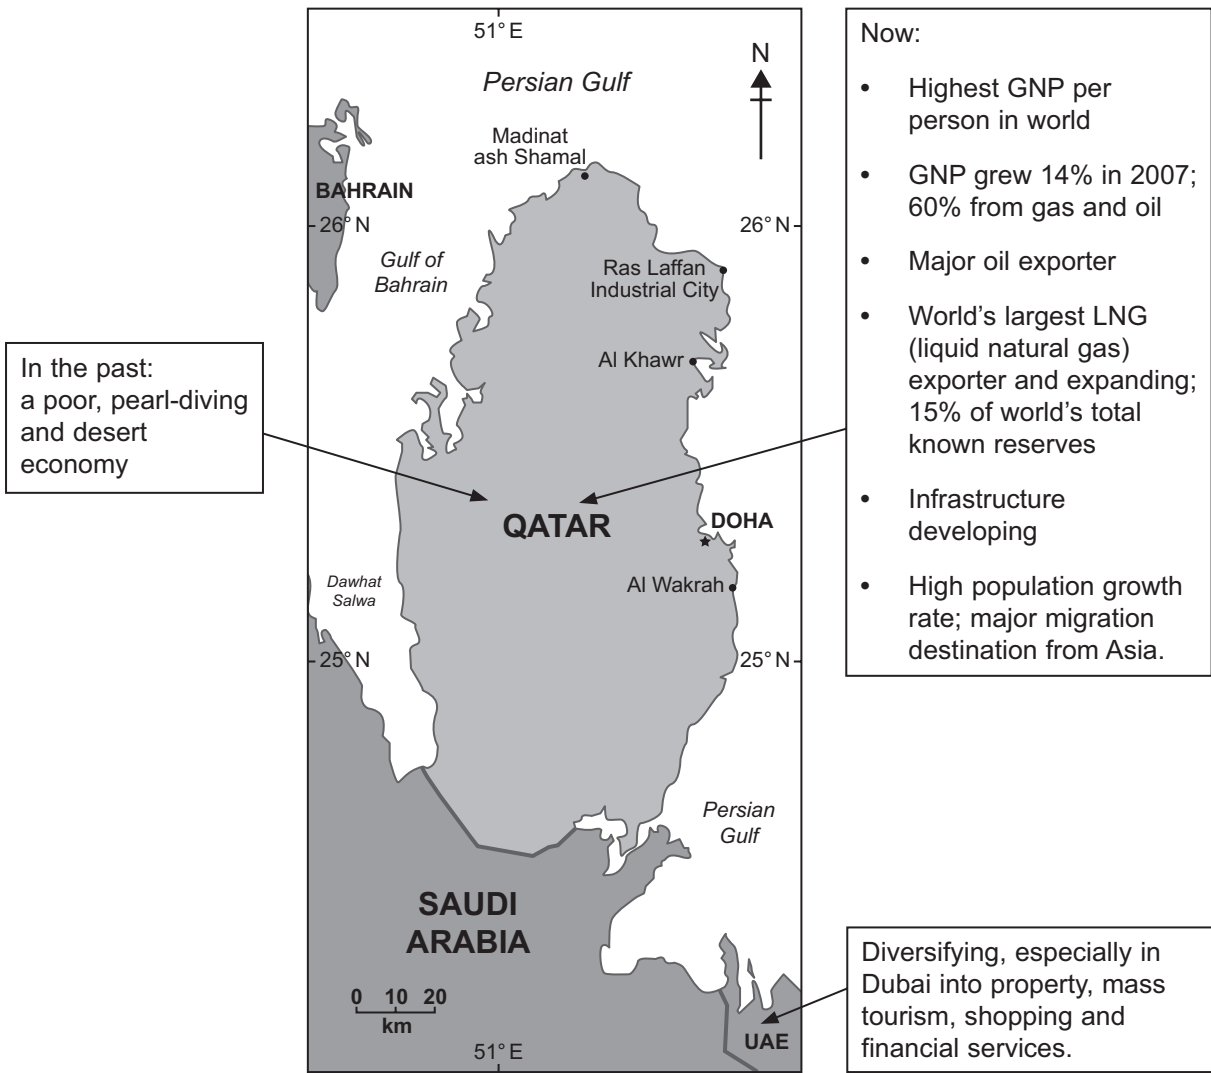 51° E
Persian Gulf
N
Madinat
ash Shamal
BAHRAIN
26° N
26° N
Gulf of
Bahrain
Ras Laffan
Industrial City
Al Khawr
In the past:
a poor, pearl-diving
and desert
economy
QATAR
DOHA
Dawhat
Salwa
Al Wakrah
25° N
25° N
Persian
Gulf
SAUDI
ARABIA
0 10 20
km
UAE
51° E
Now:
• Highest GNP per
person in world
• GNP grew 14% in 2007;
60% from gas and oil
• Major oil exporter
• World’s largest LNG
(liquid natural gas)
exporter and expanding;
15% of world’s total
known reserves
• Infrastructure
developing
• High population growth
rate; major migration
destination from Asia.
Diversifying, especially in
Dubai into property, mass
tourism, shopping and
financial services.